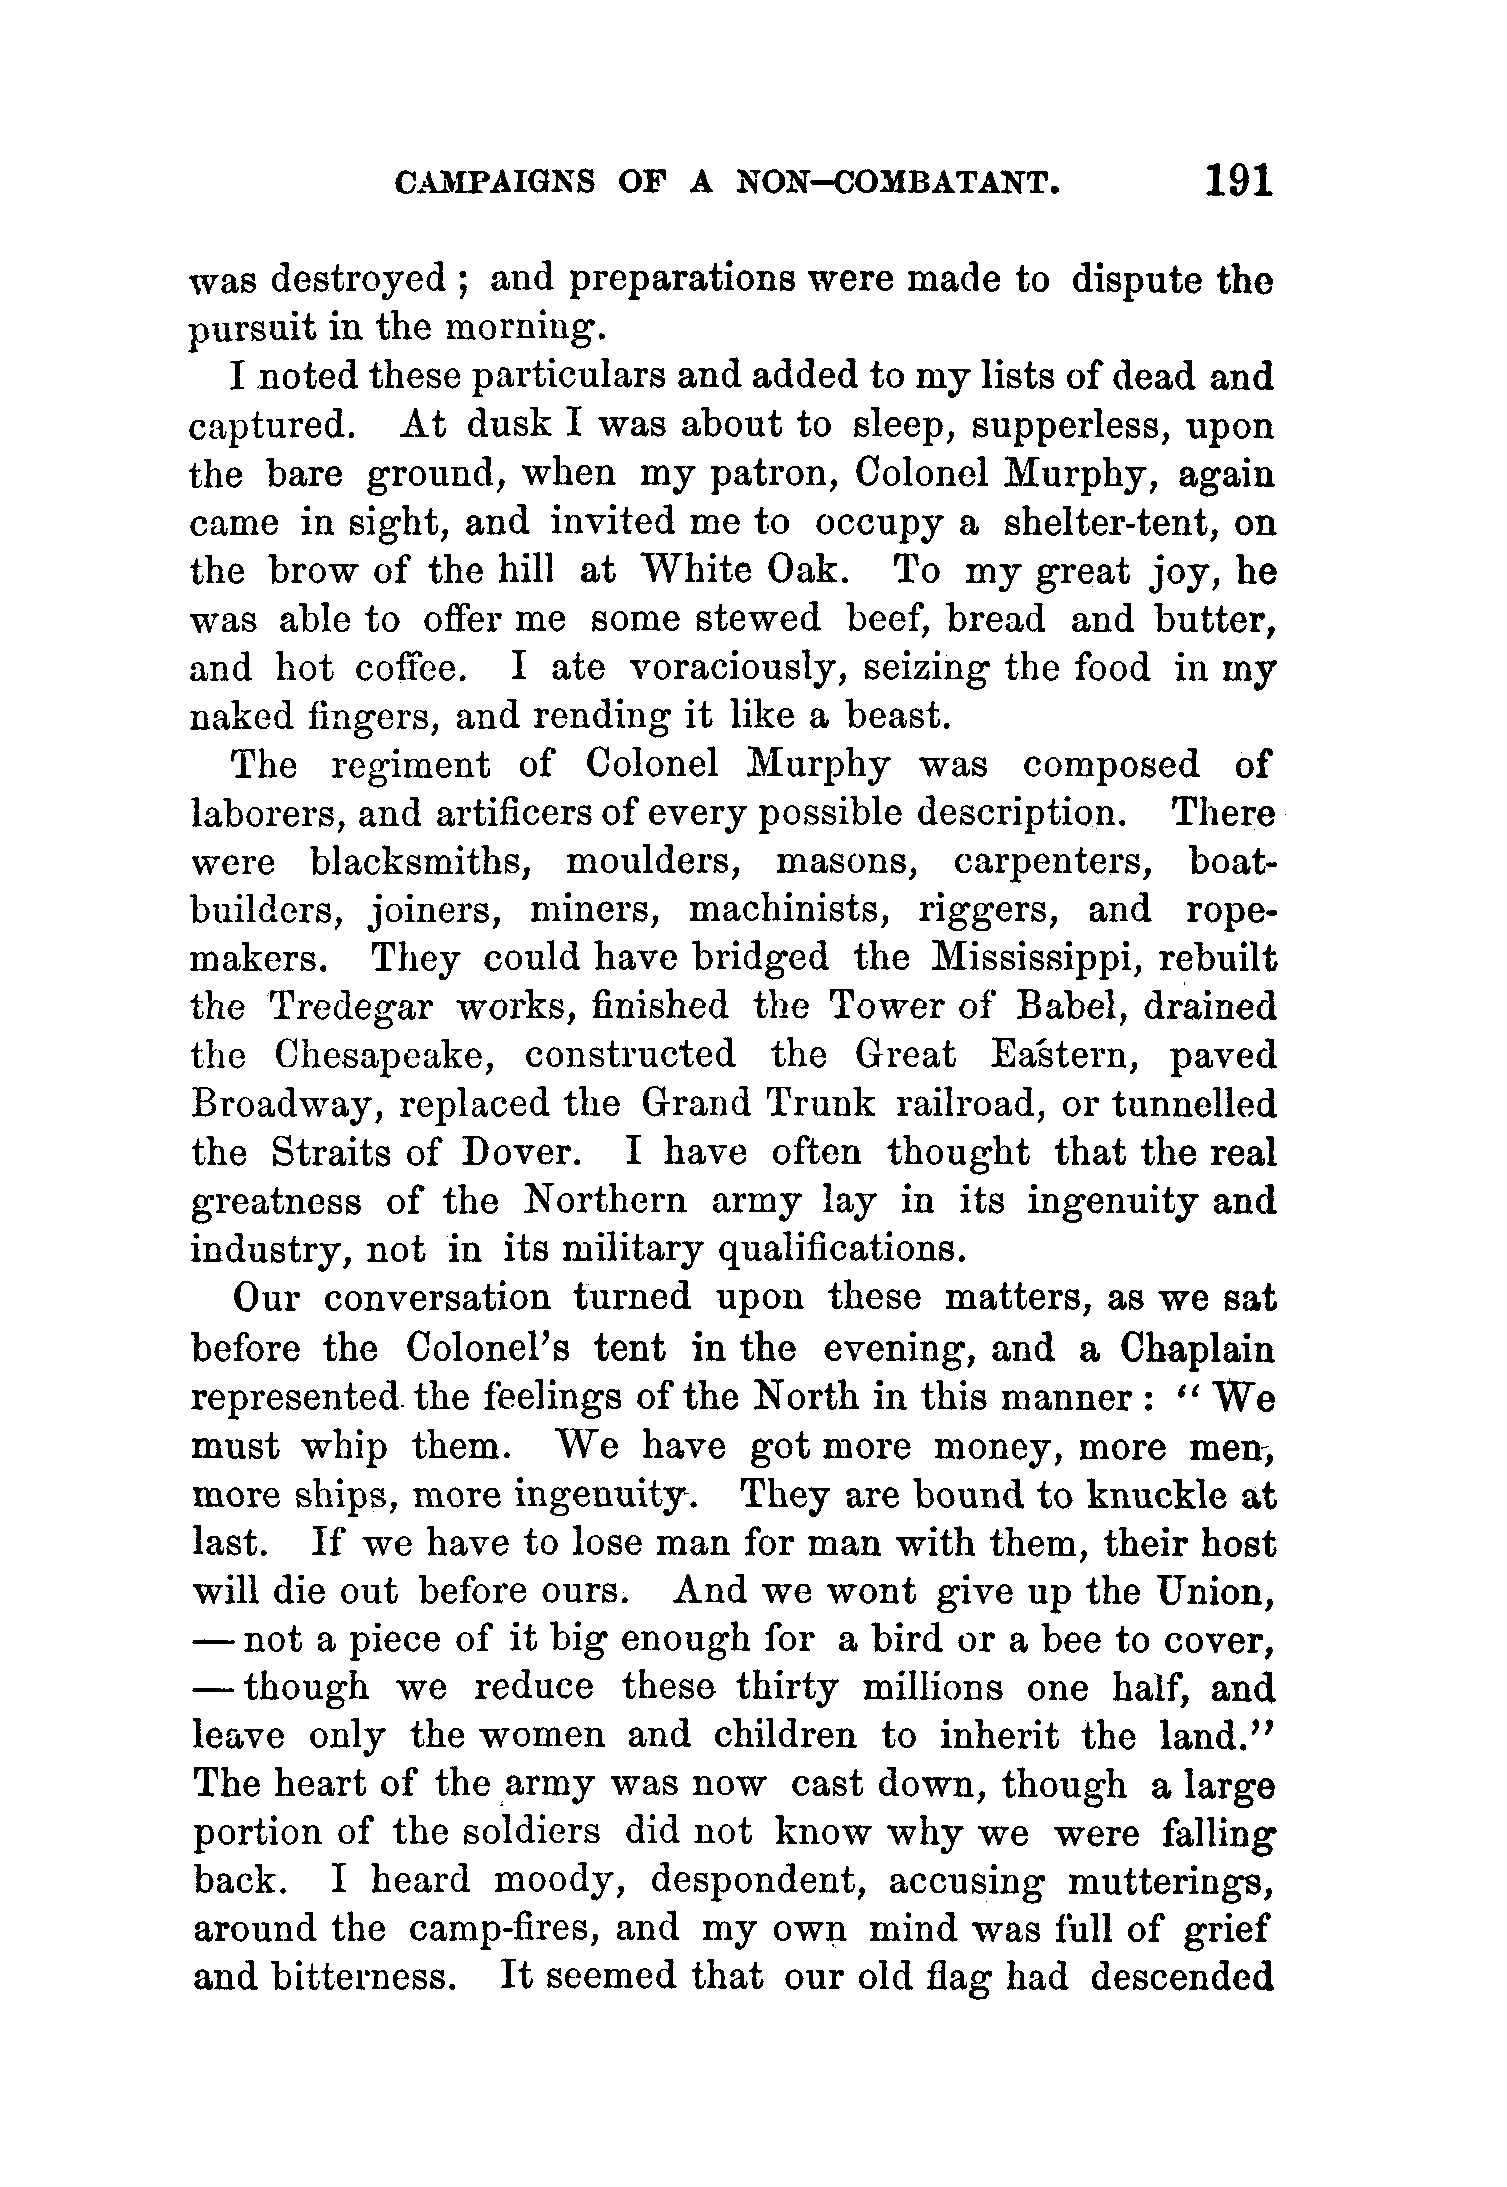 CAMPAIGNS OF A NON-COMBATANT. 191
was destroyed ; and preparations were made to dispute the
pursuit in the morning.
I noted these particulars and added to my lists of dead and
captured. At dusk I was about to sleep, supperless, upon
the bare ground, when my patron, Colonel Murphy, again
came in sight, and invited me to occupy a shelter-tent, on
the brow of the hill at White Oak. To my great joy, he
was able to offer me some stewed beef, bread and butter,
and hot coffee. I ate voraciously, seizing the food in my
naked fingers, and rending it like a beast.
The regiment of Colonel Murphy was composed of
laborers, and artificers of every possible description. There
were blacksmiths, moulders, masons, carpenters, boat-
builders, joiners, miners, machinists, riggers, and rope-
makers. They could have bridged the Mississippi, rebuilt
the Tredegar works, finished the Tower of Babel, drained
the Chesapeake, constructed the Great Eastern, paved
Broadway, replaced the Grand Trunk railroad, or tunnelled
the Straits of Dover. I have often thought that the real
greatness of the Northern army lay in its ingenuity and
industry, not in its military qualifications.
Our conversation turned upon these matters, as we sat
before the Colonel's tent in the evening, and a Chaplain
represented the feelings of the North in this manner : " We
must whip them. We have got more money, more men,
more ships, more ingenuity. They are bound to knuckle at
last. If we have to lose man for man with them, their host
will die out before ours. And we wont give up the Union,
— not a piece of it big enough for a bird or a bee to cover,
— though we reduce these thirty millions one half, and
leave only the women and children to inherit the land."
The heart of the army was now cast down, though a large
portion of the soldiers did not know why we were falling
back. I heard moody, despondent, accusing mutterings,
around the camp-fires, and my own mind was full of grief
and bitterness. It seemed that our old flag had descended